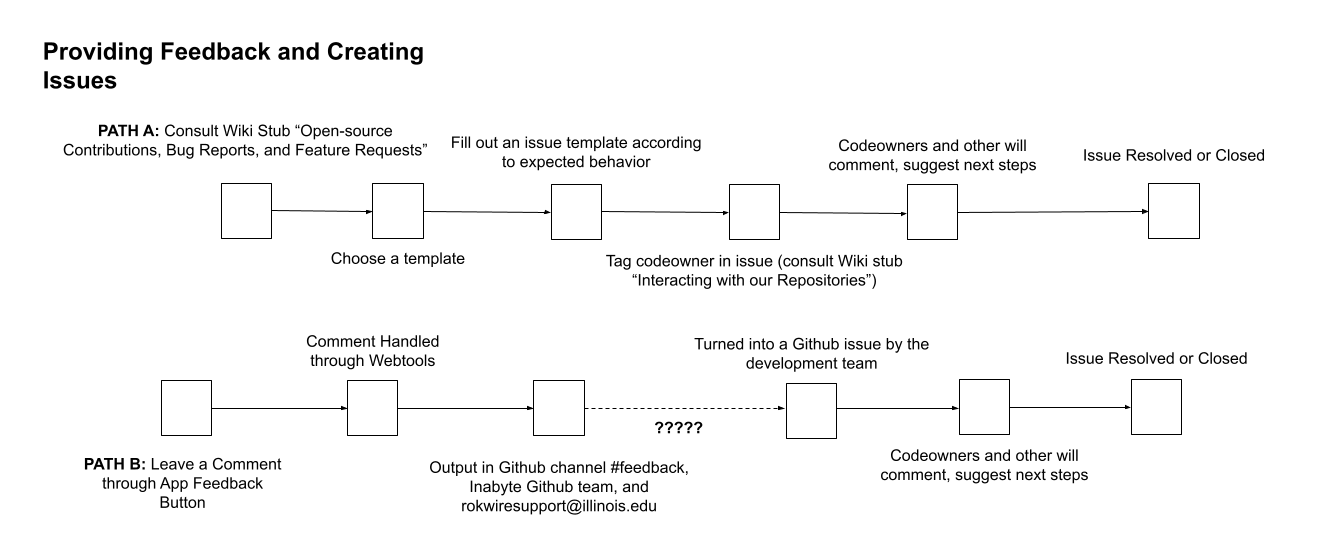 Providing Feedback and Creating
Issues
PATH A: Consult Wiki Stub “Open-source
Contributions, Bug Reports, and Feature Requests”
Fill out an issue template according
to expected behavior
Codeowners and other will
comment, suggest next steps
Issue Resolved or Closed
Choose a template
Tag codeowner in issue (consult Wiki stub
“Interacting with our Repositories”)
Comment Handled
through Webtools
Turned into a Github issue by the
development team
Issue Resolved or Closed
?????
PATH B: Leave a Comment
through App Feedback
Button
Output in Github channel #feedback,
Inabyte Github team, and
rokwiresupport@illinois.edu
Codeowners and other will
comment, suggest next steps